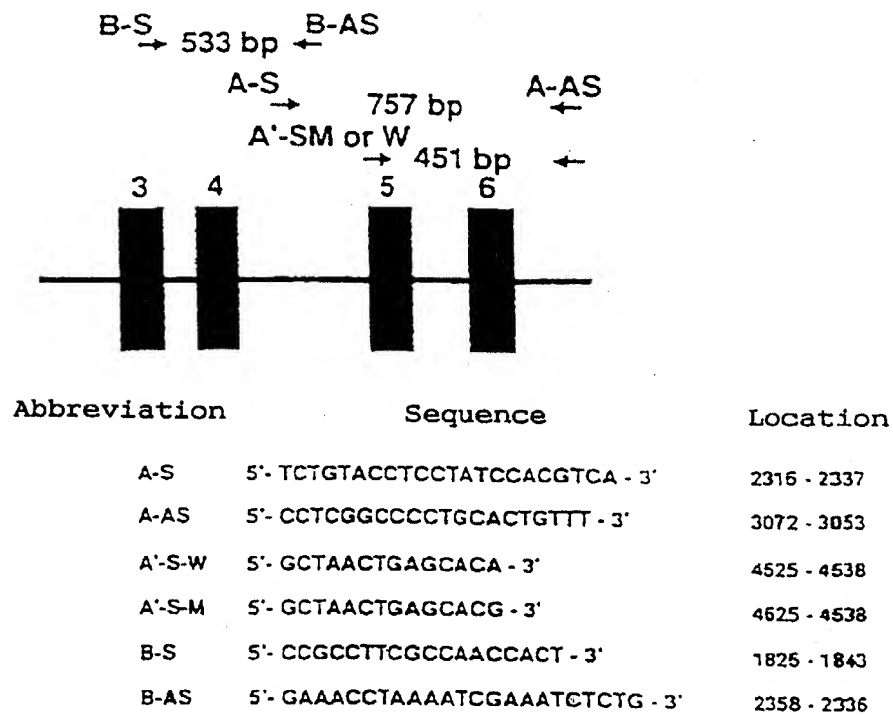 B-S 533 bp B-AS
A-S 757 bp A-AS
A'-SM or W 451 bp
3 4 5 6
Abbreviation Sequence Location
A-S 5'- TCTGTACCTCCTATCCACGTCA - 3' 2316 - 2337
A-AS 5'- CCTCGGCCCCTGCACTGTTT - 3' 3072 - 3053
A'-S-W 5'- GCTAACTGAGCACA - 3' 4525 - 4538
A'-S-M 5'- GCTAACTGAGCACG - 3' 4625 - 4538
B-S 5'- CCGCCTTCGCCAACCACT - 3' 1825 - 1843
B-AS 5'- GAAACCTAAAATCGAAATCTCTG - 3' 2358 - 2336